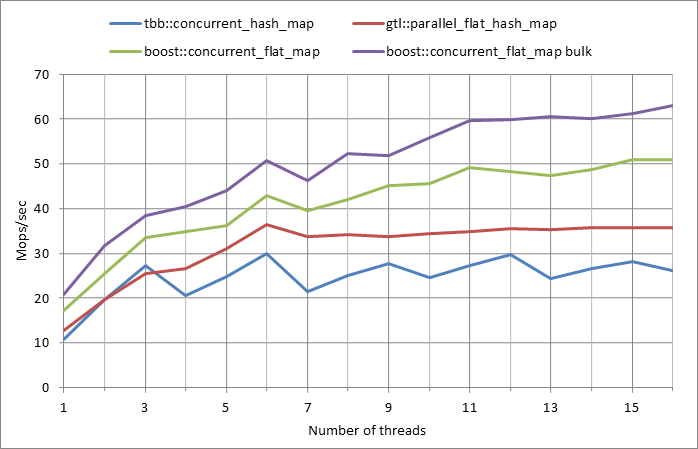 tbb::concurrent_hash_map gtl::parallel_flat_hash_map
boost::concurrent_flat_map boost::concurrent_flat_map bulk
70
60
50
40
30
20
10
0
Mops/sec
1 3 5 7 9 11 13 15
Number of threads